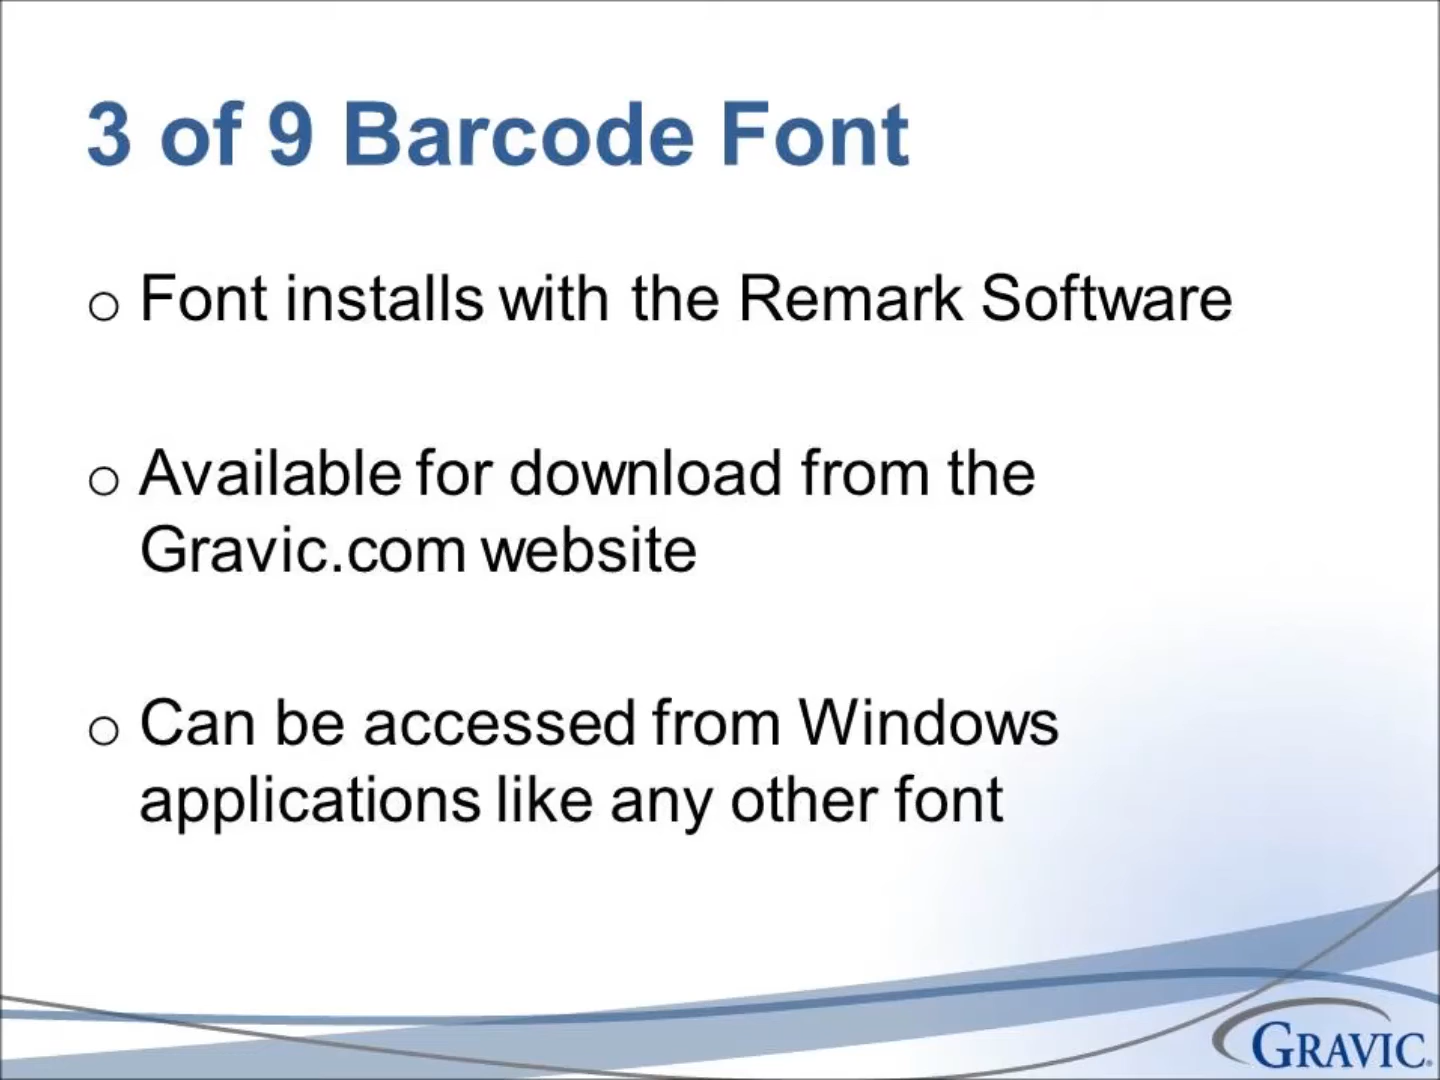 3 of 9 Barcode Font
o Font installs with the Remark Software
o Available for download from the
Gravic.com website
o Can be accessed from Windows
applications like any other font
GRAVIC®